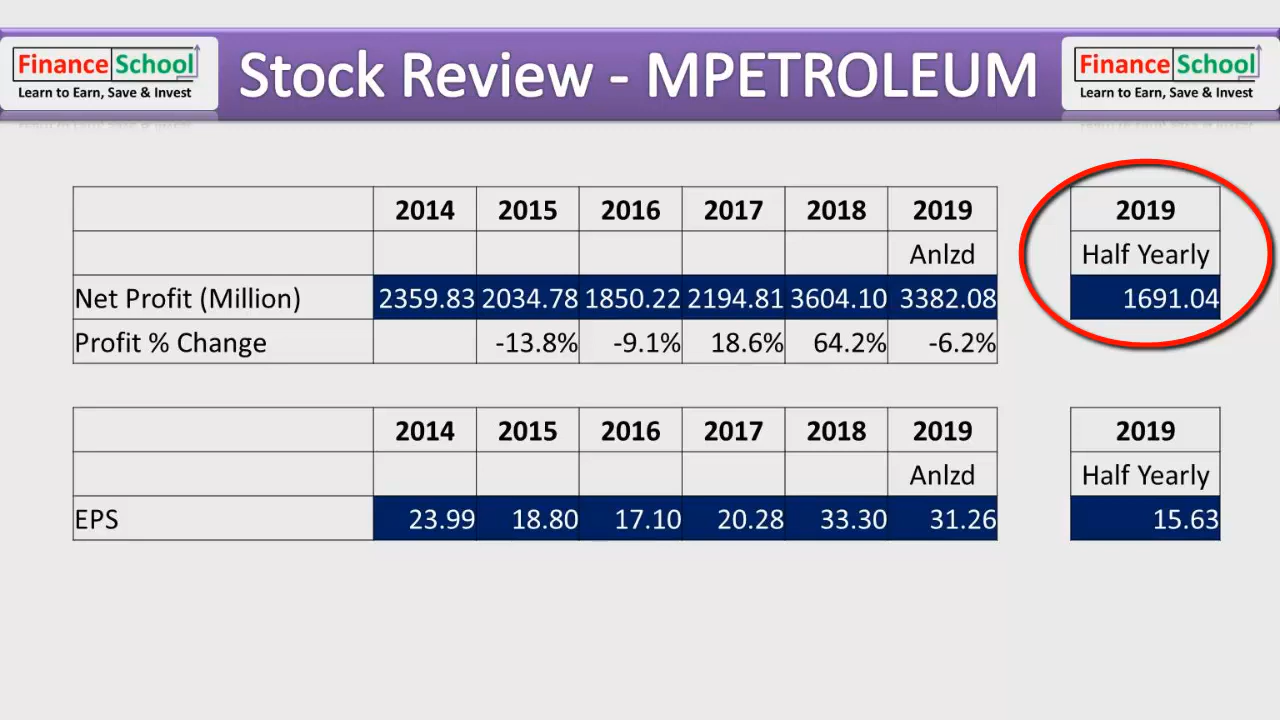 Finance School
Learn to Earn, Save & Invest
Stock Review - MPETROLEUM
Finance School
Learn to Earn, Save & Invest
2014 2015 2016 2017 2018 2019 2019
Anlzd Half Yearly
Net Profit (Million) 2359.83 2034.78 1850.22 2194.81 3604.10 3382.08 1691.04
Profit % Change -13.8% -9.1% 18.6% 64.2% -6.2%
2014 2015 2016 2017 2018 2019 2019
Anlzd Half Yearly
EPS 23.99 18.80 17.10 20.28 33.30 31.26 15.63